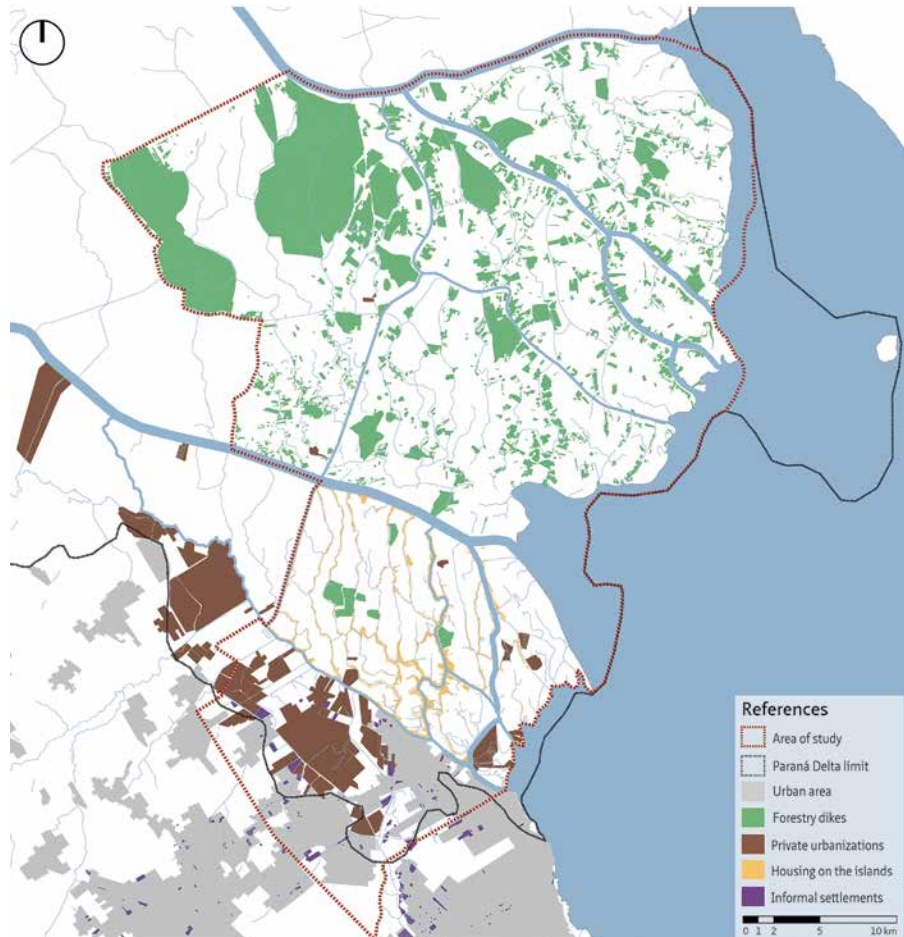 References
Area of study
Paraná Delta limit
Urban area
Forestry dikes
Private urbanizations
Housing on the islands
Informal settlements
0 1 2 5 10 km